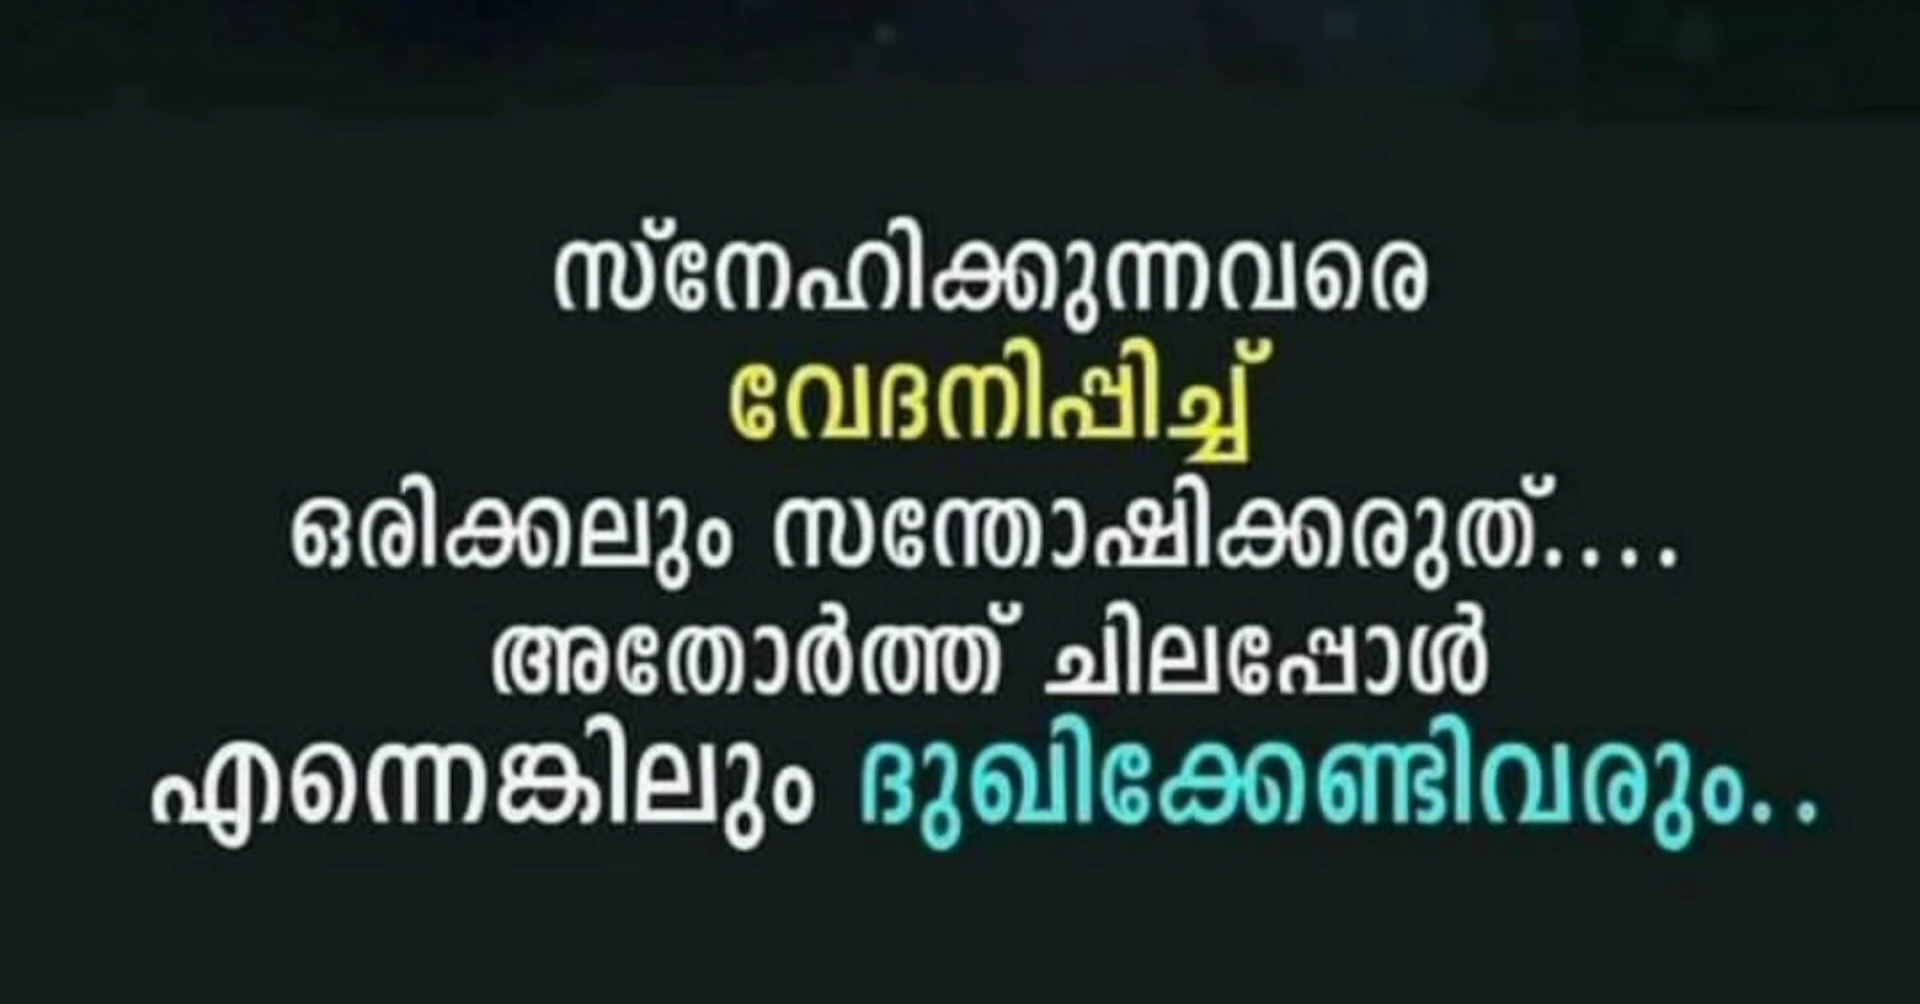 സ്നേഹിക്കുന്നവരെ
വേദനിപ്പിച്ച്
ഒരിക്കലും സന്തോഷിക്കരുത്....
അതോർത്ത് ചിലപ്പോൾ
എന്നെങ്കിലും ദുഖിക്കേണ്ടിവരും..